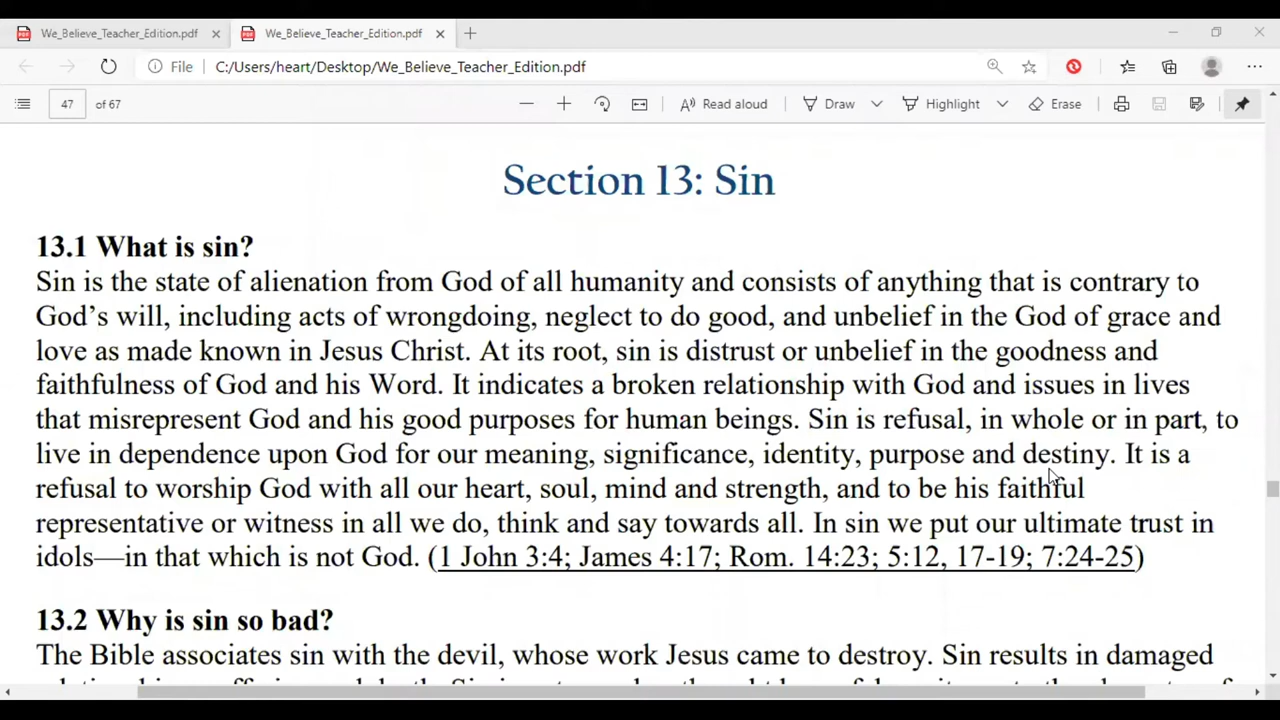 We_Believe_Teacher_Edition.pdf We_Believe_Teacher_Edition.pdf
File C:/Users/heart/Desktop/We_Believe_Teacher_Edition.pdf
47 of 67 Read aloud Draw Highlight Erase
Section 13: Sin
13.1 What is sin?
Sin is the state of alienation from God of all humanity and consists of anything that is contrary to
God’s will, including acts of wrongdoing, neglect to do good, and unbelief in the God of grace and
love as made known in Jesus Christ. At its root, sin is distrust or unbelief in the goodness and
faithfulness of God and his Word. It indicates a broken relationship with God and issues in lives
that misrepresent God and his good purposes for human beings. Sin is refusal, in whole or in part, to
live in dependence upon God for our meaning, significance, identity, purpose and destiny. It is a
refusal to worship God with all our heart, soul, mind and strength, and to be his faithful
representative or witness in all we do, think and say towards all. In sin we put our ultimate trust in
idols—in that which is not God. (1 John 3:4; James 4:17; Rom. 14:23; 5:12, 17-19; 7:24-25)
13.2 Why is sin so bad?
The Bible associates sin with the devil, whose work Jesus came to destroy. Sin results in damaged